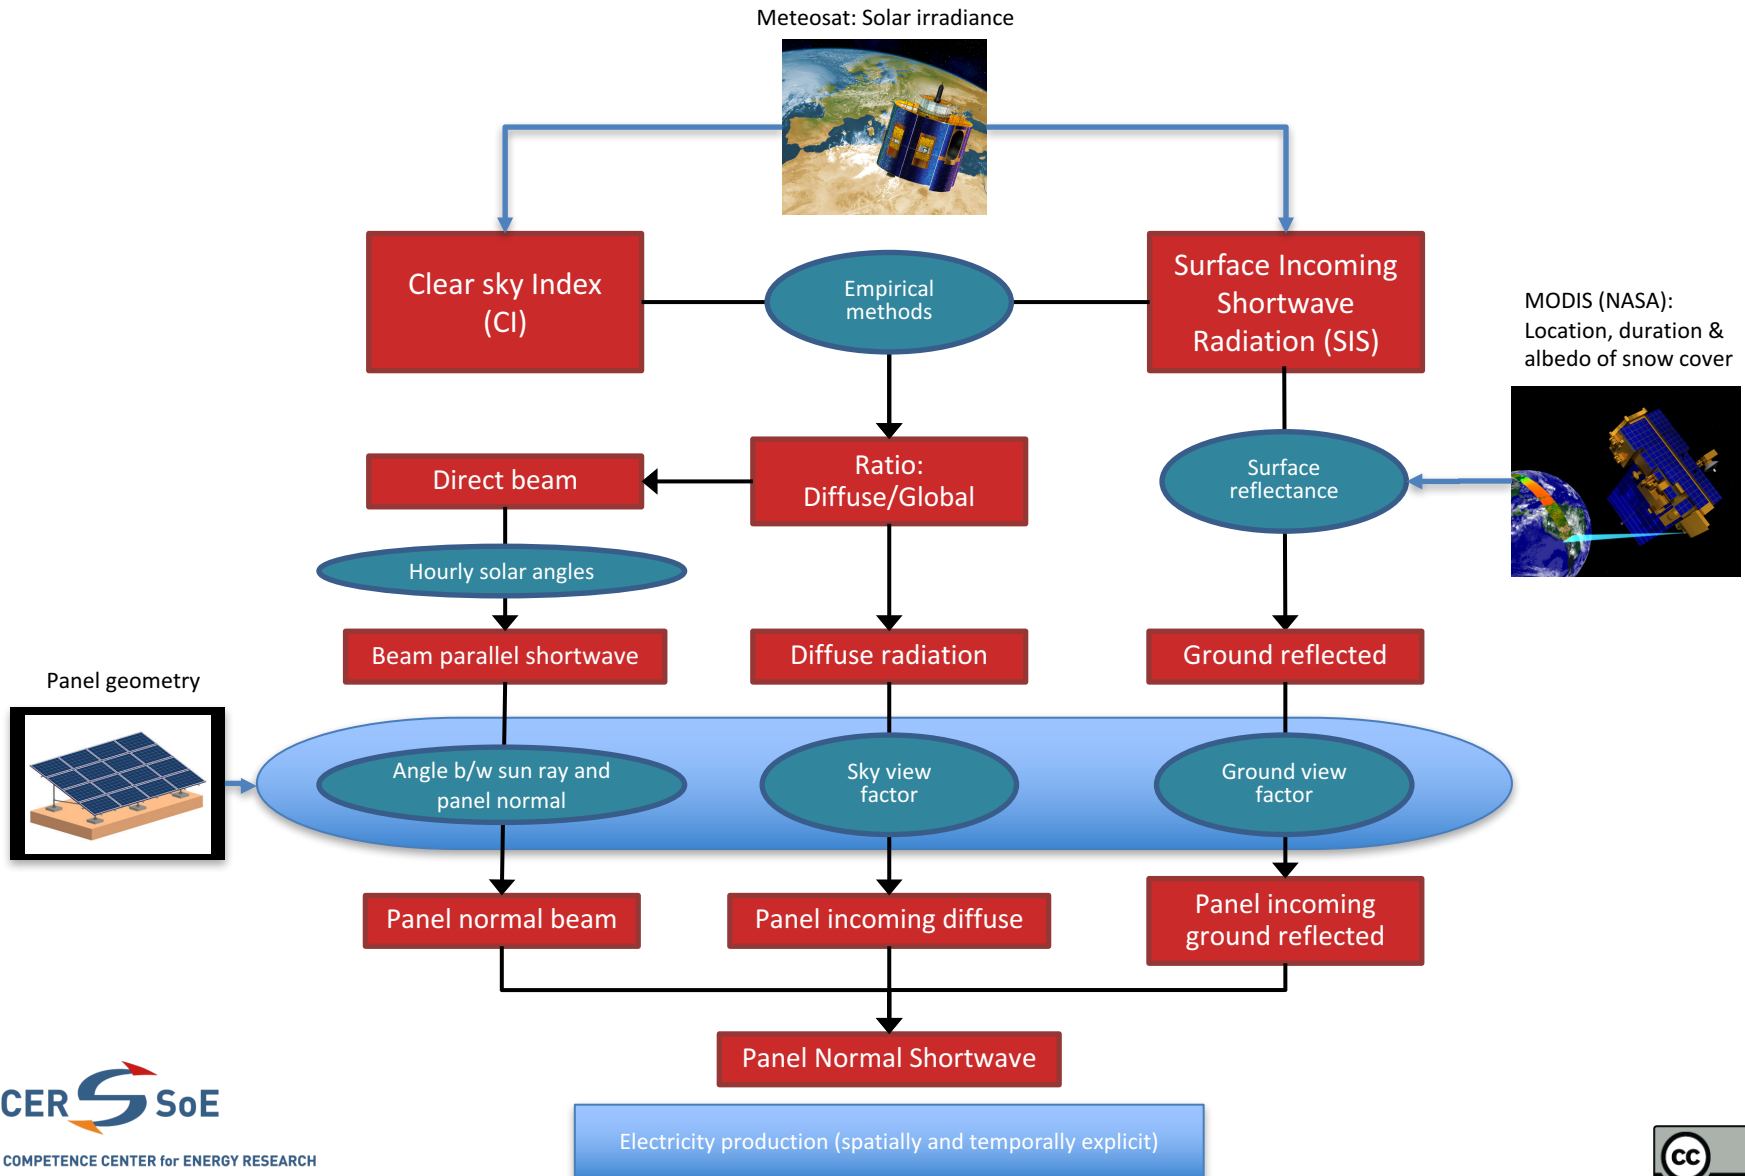 Meteosat: Solar irradiance
Clear sky Index
(CI)
Empirical
methods
Surface Incoming
Shortwave
Radiation (SIS)
MODIS (NASA):
Location, duration &
albedo of snow cover
Direct beam
Ratio:
Diffuse/Global
Surface
reflectance
Hourly solar angles
Beam parallel shortwave
Diffuse radiation
Ground reflected
Panel geometry
Angle b/w sun ray and
panel normal
Sky view
factor
Ground view
factor
Panel normal beam
Panel incoming diffuse
Panel incoming
ground reflected
Panel Normal Shortwave
CER SoE
COMPETENCE CENTER for ENERGY RESEARCH
Electricity production (spatially and temporally explicit)
cc